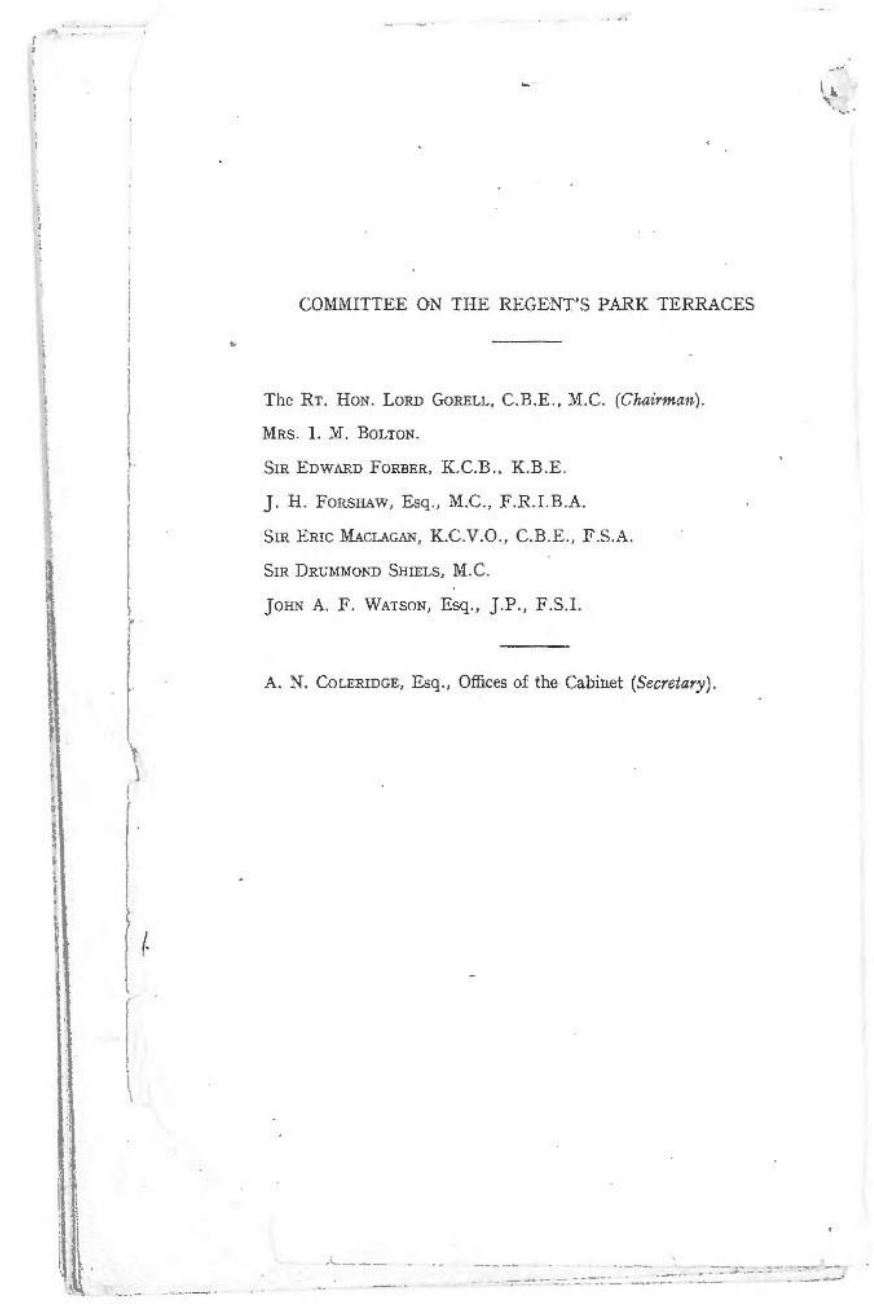 COMMITTEE ON THE REGENT'S PARK TERRACES
The RT. HON. LORD GORELL, C.B.E., M.C. (Chairman).
MRS. I. M. BOLTON.
SIR EDWARD FORBER, K.C.B., K.B.E.
J. H. FORSHAW, Esq., M.C., F.R.I.B.A.
SIR ERIC MACLAGAN, K.C.V.O., C.B.E., F.S.A.
SIR DRUMMOND SHIELS, M.C.
JOHN A. F. WATSON, Esq., J.P., F.S.I.
A. N. COLERIDGE, Esq., Offices of the Cabinet (Secretary).